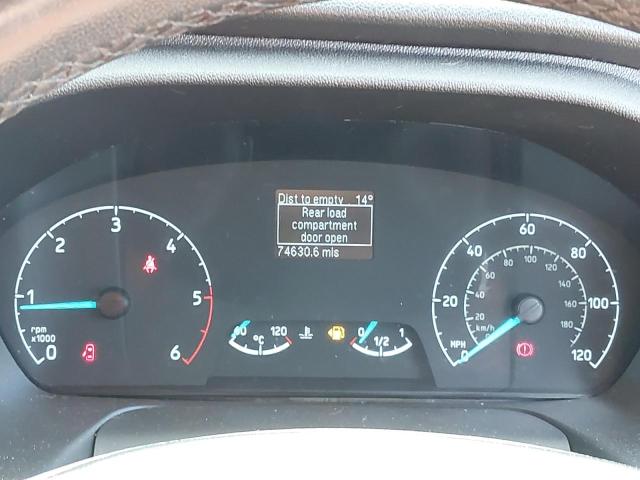 Dist to empty 14°
Rear load
compartment
door open
74630.6 mls
0 1 2 3 4 5 6
rpm
x1000
60 °C 120
0 1/2 1
0 20 40 60 80 100 120
MPH
20 40 60 80 100 120 140 160 180
km/h